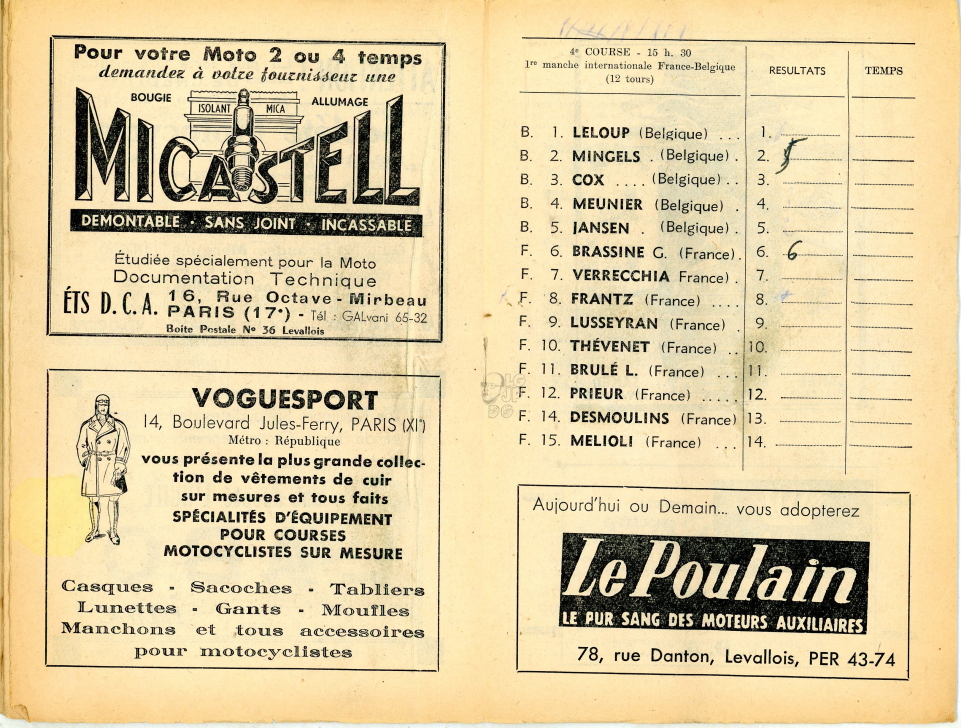 Pour votre Moto 2 ou 4 temps
demandez à votre fournisseur une
BOUGIE ISOLANT MICA ALLUMAGE
MICASTELL
DEMONTABLE - SANS JOINT - INCASSABLE
Étudiée spécialement pour la Moto
Documentation Technique
ÉTS D. C. A. 16, Rue Octave - Mirbeau
PARIS (17e) - Tél : GALvani 65-32
Boite Postale No 36 Levallois
VOGUESPORT
14, Boulevard Jules-Ferry, PARIS (XIe)
Métro : République
vous présente la plus grande collec-
tion de vêtements de cuir
sur mesures et tous faits
SPÉCIALITÉS D'ÉQUIPEMENT
POUR COURSES
MOTOCYCLISTES SUR MESURE
Casques - Sacoches - Tabliers
Lunettes - Gants - Moufles
Manchons et tous accessoires
pour motocyclistes
4e COURSE - 15 h. 30
1re manche internationale France-Belgique
(12 tours)
RESULTATS
TEMPS
B. 1. LELOUP (Belgique) ... 1.
B. 2. MINGELS . (Belgique) . 2. 5
B. 3. COX .... (Belgique) .. 3.
B. 4. MEUNIER (Belgique) . 4.
B. 5. JANSEN . (Belgique) . 5.
F. 6. BRASSINE G. (France). 6. 6
F. 7. VERRECCHIA France) . 7.
F. 8. FRANTZ (France) .... 8.
F. 9. LUSSEYRAN (France) . 9.
F. 10. THÉVENET (France) .. 10.
F. 11. BRULÉ L. (France) ... 11.
F. 12. PRIEUR (France) ..... 12.
F. 14. DESMOULINS (France) 13.
F. 15. MELIOLI (France) ... 14.
Aujourd'hui ou Demain... vous adopterez
Le Poulain
LE PUR SANG DES MOTEURS AUXILIAIRES
78, rue Danton, Levallois, PER 43-74